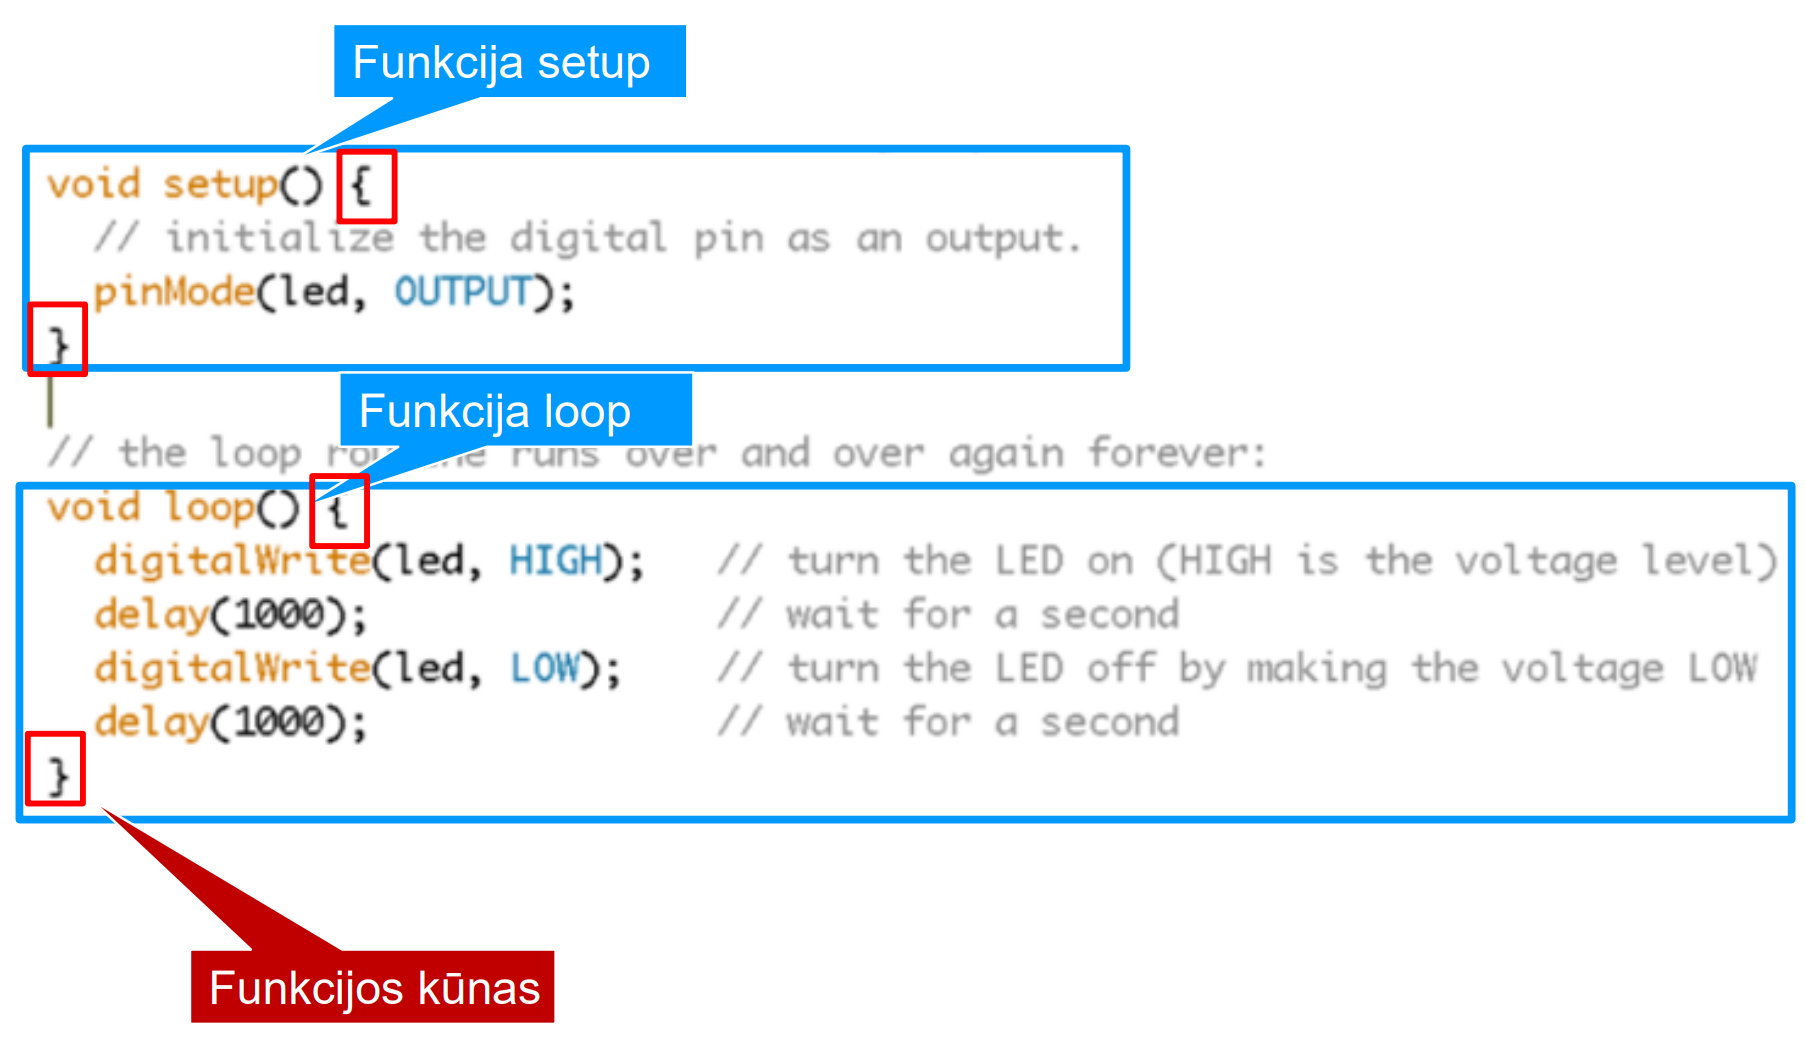 Funkcija setup
void setup() {
// initialize the digital pin as an output.
pinMode(led, OUTPUT);
}
Funkcija loop
// the loop routine runs over and over again forever:
void loop() {
digitalWrite(led, HIGH); // turn the LED on (HIGH is the voltage level)
delay(1000); // wait for a second
digitalWrite(led, LOW); // turn the LED off by making the voltage LOW
delay(1000); // wait for a second
}
Funkcijos kūnas